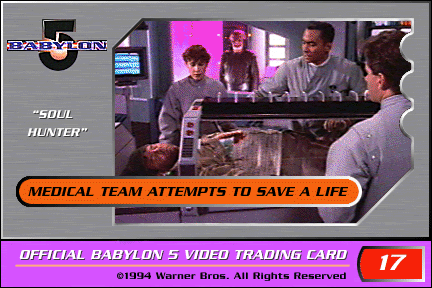 5
BABYLON
"SOUL
HUNTER"
MEDICAL TEAM ATTEMPTS TO SAVE A LIFE
OFFICIAL BABYLON 5 VIDEO TRADING CARD
17
©1994 Warner Bros. All Rights Reserved